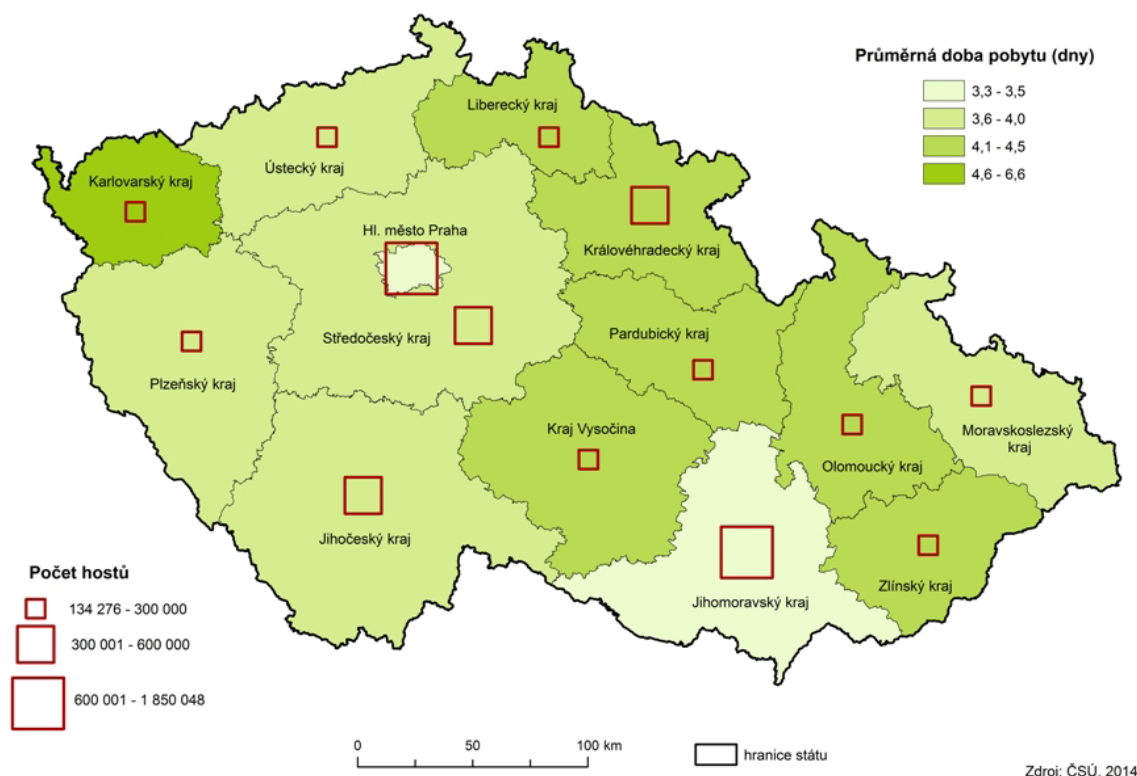 Průměrná doba pobytu (dny)
3,3 - 3,5
3,6 - 4,0
4,1 - 4,5
4,6 - 6,6
Liberecký kraj
Ústecký kraj
Karlovarský kraj
Hl. město Praha
Královéhradecký kraj
Středočeský kraj
Pardubický kraj
Plzeňský kraj
Kraj Vysočina
Moravskoslezský
kraj
Olomoucký kraj
Jihočeský kraj
Zlínský kraj
Jihomoravský kraj
Počet hostů
134 276 - 300 000
300 001 - 600 000
600 001 - 1 850 048
0 50 100 km
hranice státu
Zdroj: ČSÚ, 2014